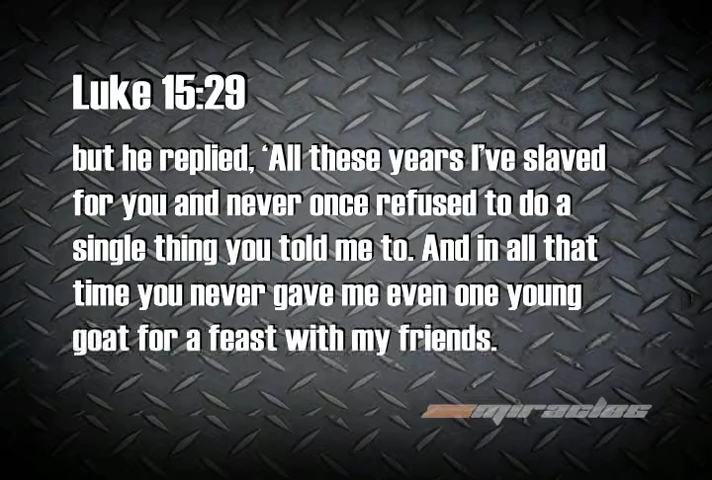 Luke 15:29
but he replied, ‘All these years I’ve slaved
for you and never once refused to do a
single thing you told me to. And in all that
time you never gave me even one young
goat for a feast with my friends.
miracles